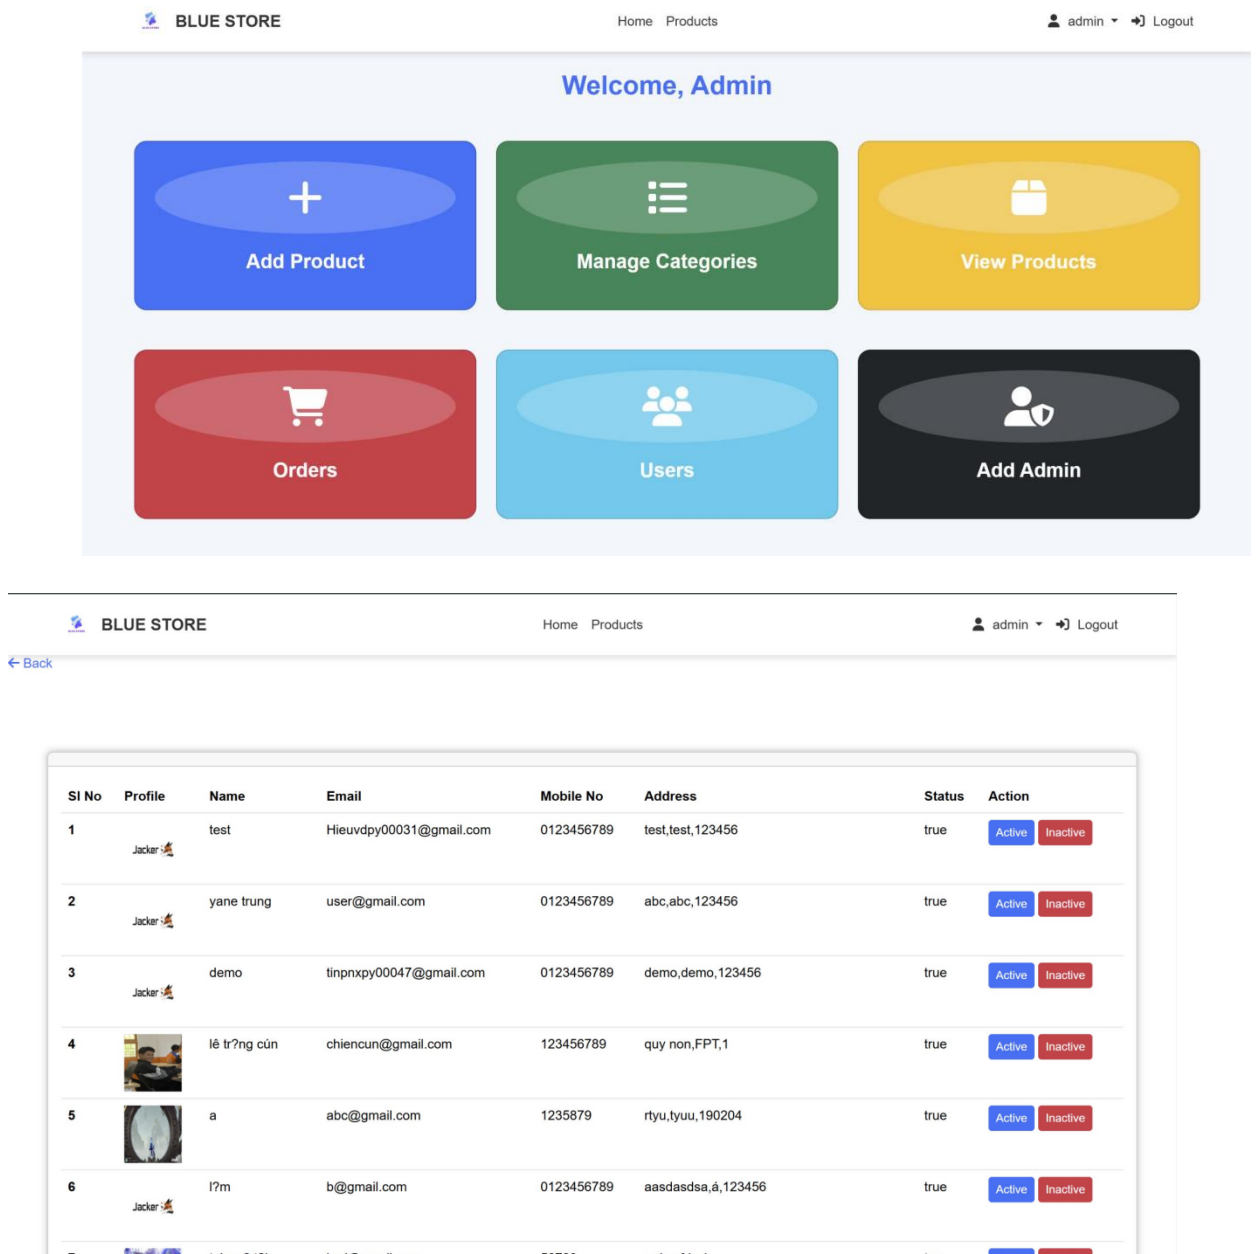 BLUE STORE Home Products admin Logout
Welcome, Admin
Add Product Manage Categories View Products
Orders Users Add Admin
BLUE STORE Home Products admin Logout
Back
Sl No Profile Name Email Mobile No Address Status Action
1 Jacker test Hieuvdpy00031@gmail.com 0123456789 test,test,123456 true Active Inactive
2 Jacker yane trung user@gmail.com 0123456789 abc,abc,123456 true Active Inactive
3 Jacker demo tinpnxpy00047@gmail.com 0123456789 demo,demo,123456 true Active Inactive
4 lê tr?ng cún chiencun@gmail.com 123456789 quy non,FPT,1 true Active Inactive
5 a abc@gmail.com 1235879 rtyu,tyuu,190204 true Active Inactive
6 Jacker l?m b@gmail.com 0123456789 aasdasdsa,á,123456 true Active Inactive